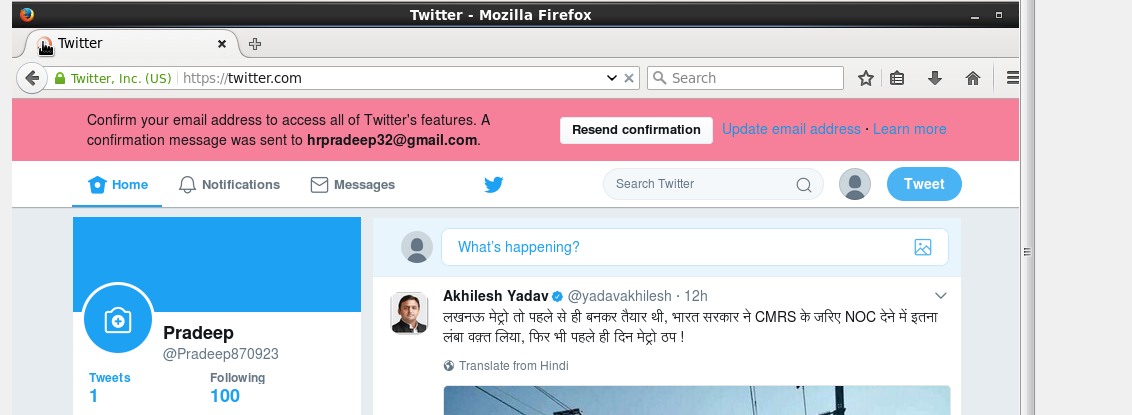 Twitter - Mozilla Firefox
Twitter
Twitter, Inc. (US) https://twitter.com Search
Confirm your email address to access all of Twitter's features. A
confirmation message was sent to hrpradeep32@gmail.com.
Resend confirmation Update email address · Learn more
Home Notifications Messages Search Twitter Tweet
What's happening?
Akhilesh Yadav @yadavakhilesh · 12h
लखनऊ मेट्रो तो पहले से ही बनकर तैयार थी, भारत सरकार ने CMRS के जरिए NOC देने में इतना
लंबा वक़्त लिया, फिर भी पहले ही दिन मेट्रो ठप !
Translate from Hindi
Pradeep
@Pradeep870923
Tweets Following
1 100